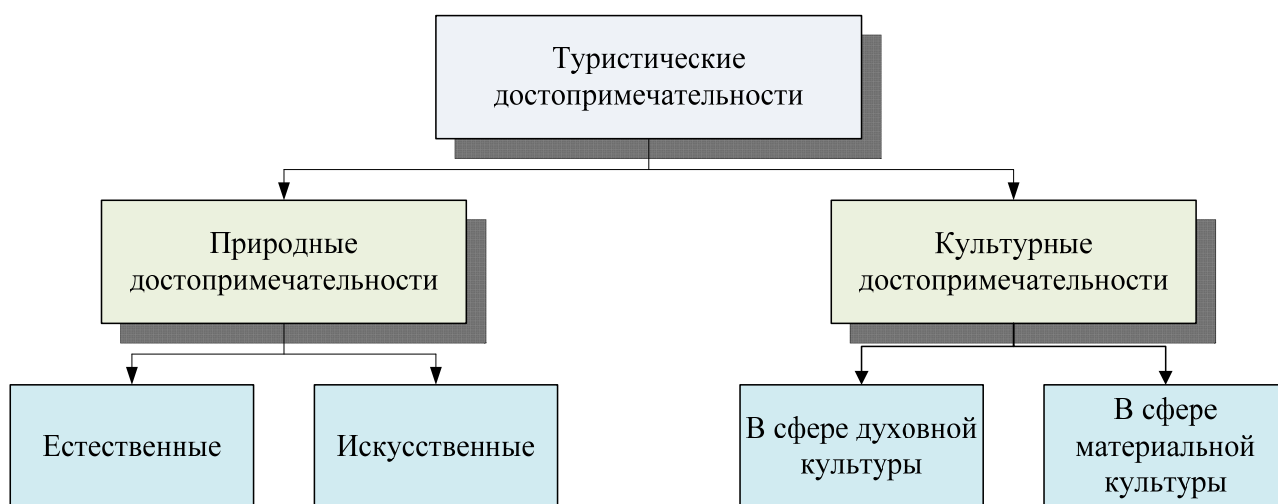 Туристические
достопримечательности
Природные
достопримечательности
Культурные
достопримечательности
Естественные
Искусственные
В сфере духовной
культуры
В сфере
материальной
культуры